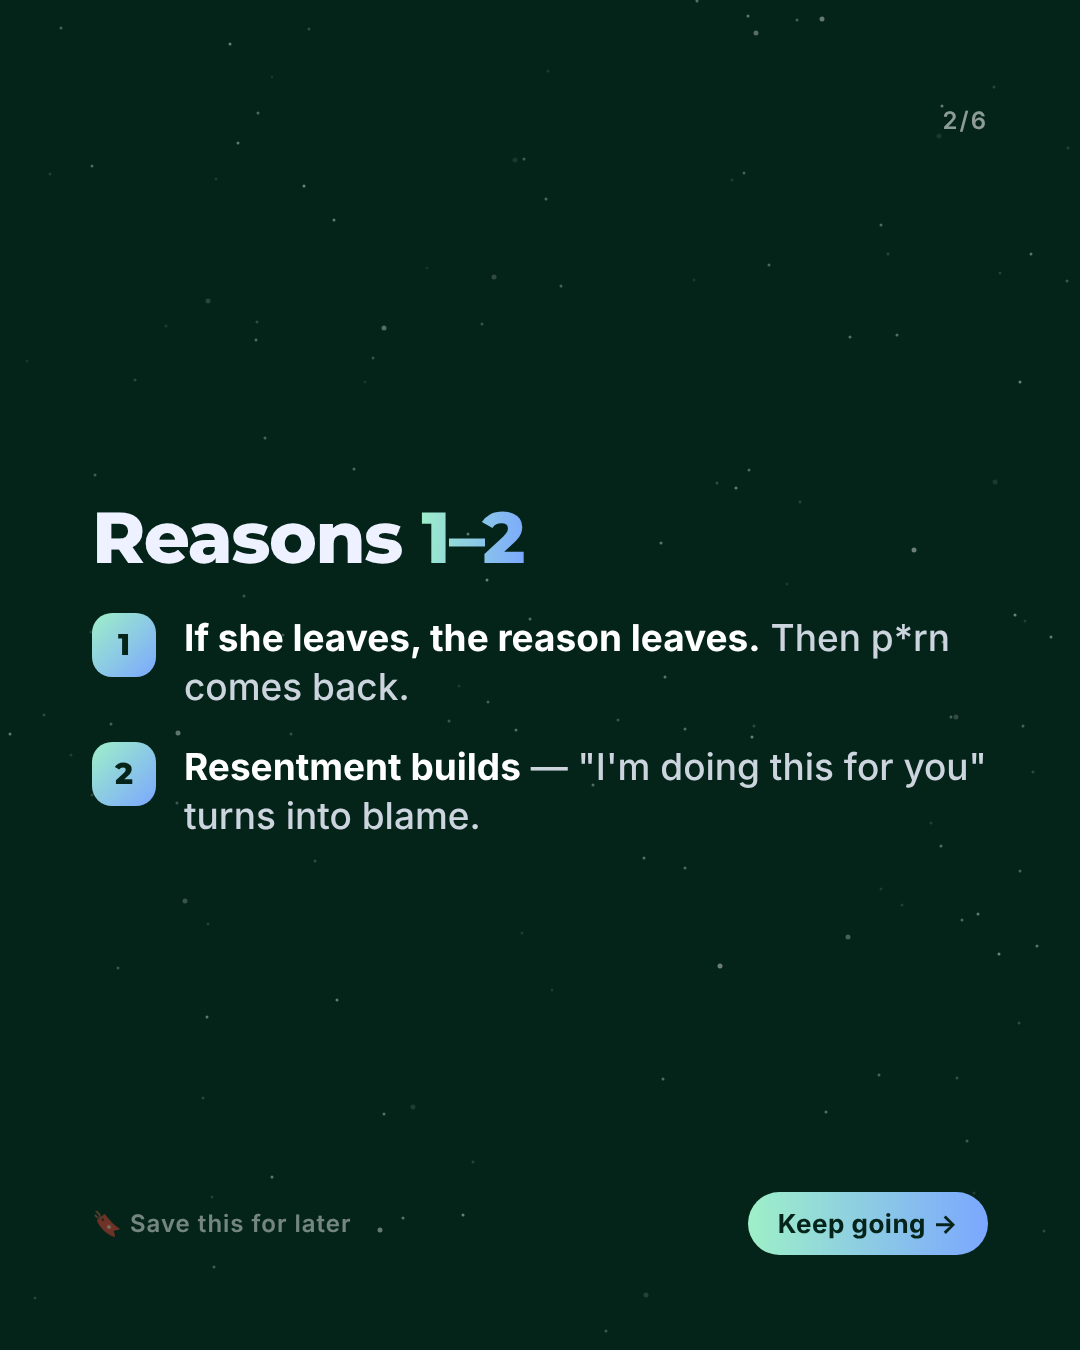 2/6
Reasons 1–2
1
If she leaves, the reason leaves. Then p*rn
comes back.
2
Resentment builds — "I'm doing this for you"
turns into blame.
🔖 Save this for later
Keep going →